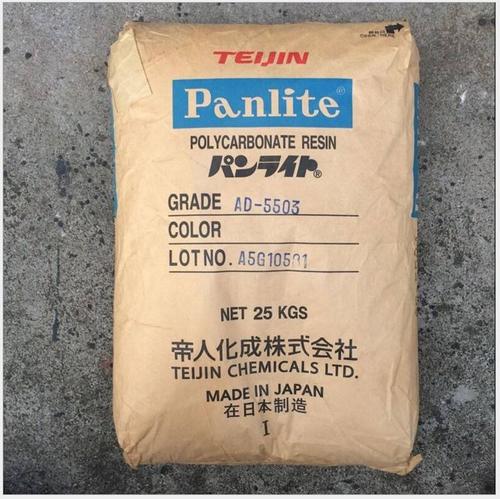 TEIJIN
Panlite®
POLYCARBONATE RESIN
パンライト®
GRADE AD-5503
COLOR
LOT NO. A5G10581
NET 25 KGS
帝人化成株式会社
TEIJIN CHEMICALS LTD.
MADE IN JAPAN
在日本制造
I